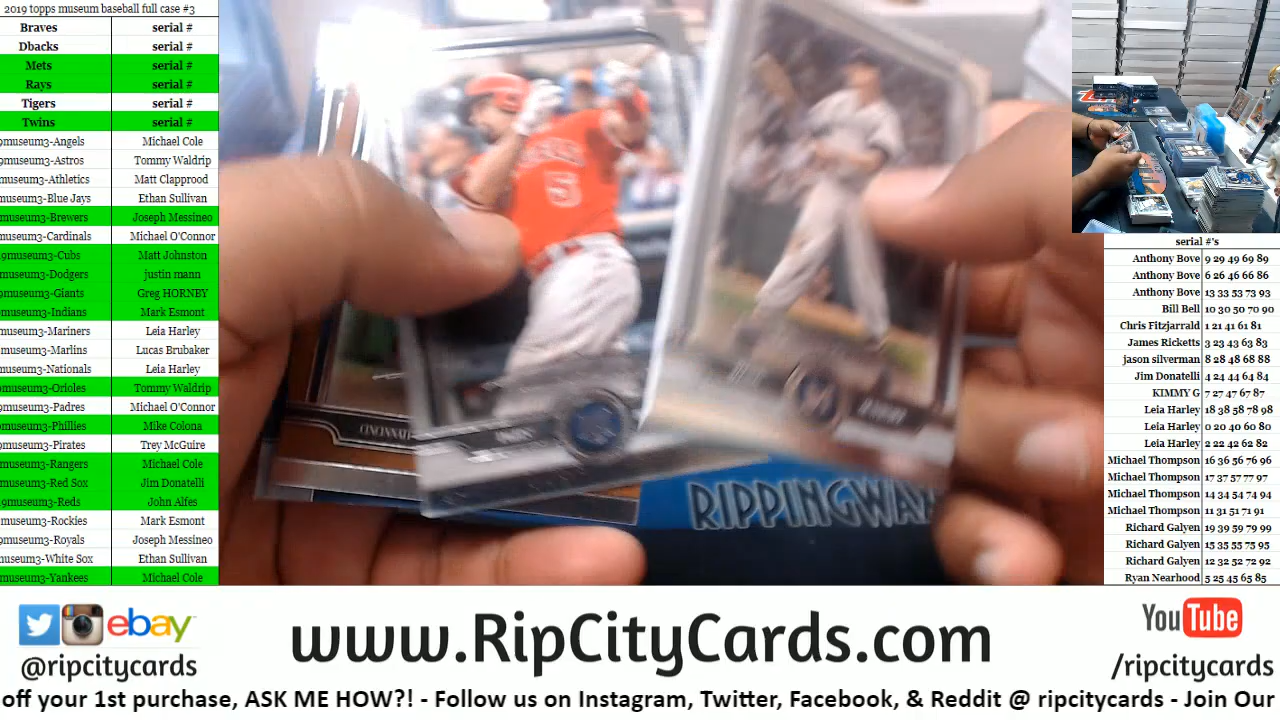 2019 topps museum baseball full case #3
Braves serial #
Dbacks serial #
Mets serial #
Rays serial #
Tigers serial #
Twins serial #
9museum3-Angels Michael Cole
museum3-Astros Tommy Waldrip
museum3-Athletics Matt Clapprood
museum3-Blue Jays Ethan Sullivan
museum3-Brewers Joseph Messineo
museum3-Cardinals Michael O'Connor
9museum3-Cubs Matt Johnston
museum3-Dodgers justin mann
museum3-Giants Greg HORNBY
museum3-Indians Mark Esmont
museum3-Mariners Leia Harley
museum3-Marlins Lucas Brubaker
museum3-Nationals Leia Harley
museum3-Orioles Tommy Waldrip
museum3-Padres Michael O'Connor
museum3-Phillies Mike Colona
museum3-Pirates Trey McGuire
museum3-Rangers Michael Cole
museum3-Red Sox Jim Donatelli
9museum3-Reds John Alfes
museum3-Rockies Mark Esmont
museum3-Royals Joseph Messineo
museum3-White Sox Ethan Sullivan
museum3-Yankees Michael Cole
5
CINCINNATI
RIPPINGWAX
serial #'s
Anthony Bove 9 29 49 69 89
Anthony Bove 6 26 46 66 86
Anthony Bove 13 33 53 73 93
Bill Bell 10 30 50 70 90
Chris Fitzjarrald 1 21 41 61 81
James Ricketts 3 23 43 63 83
jason silverman 8 28 48 68 88
Jim Donatelli 4 24 44 64 84
KIMMY G 7 27 47 67 87
Leia Harley 18 38 58 78 98
Leia Harley 0 20 40 60 80
Leia Harley 2 22 42 62 82
Michael Thompson 16 36 56 76 96
Michael Thompson 17 37 57 77 97
Michael Thompson 14 34 54 74 94
Michael Thompson 11 31 51 71 91
Richard Galyen 19 39 59 79 99
Richard Galyen 15 35 55 75 95
Richard Galyen 12 32 52 72 92
Ryan Nearhood 5 25 45 65 85
ebay
@ripcitycards
www.RipCityCards.com
YouTube
/ripcitycards
off your 1st purchase, ASK ME HOW?! - Follow us on Instagram, Twitter, Facebook, & Reddit @ ripcitycards - Join Our